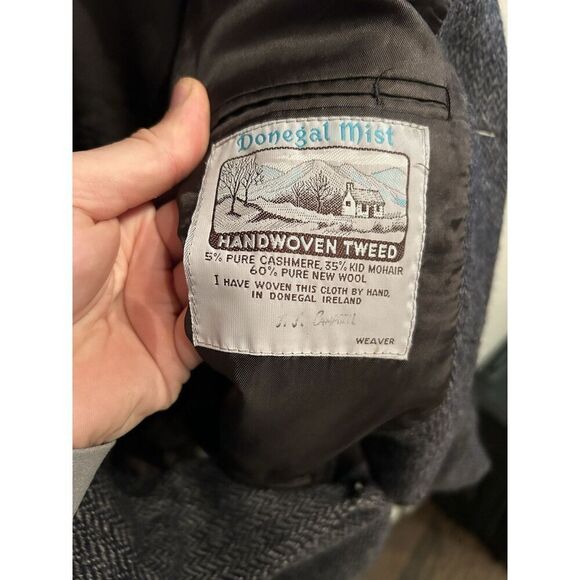 Donegal Mist
HANDWOVEN TWEED
5% PURE CASHMERE, 35% KID MOHAIR
60% PURE NEW WOOL
I HAVE WOVEN THIS CLOTH BY HAND,
IN DONEGAL IRELAND
WEAVER